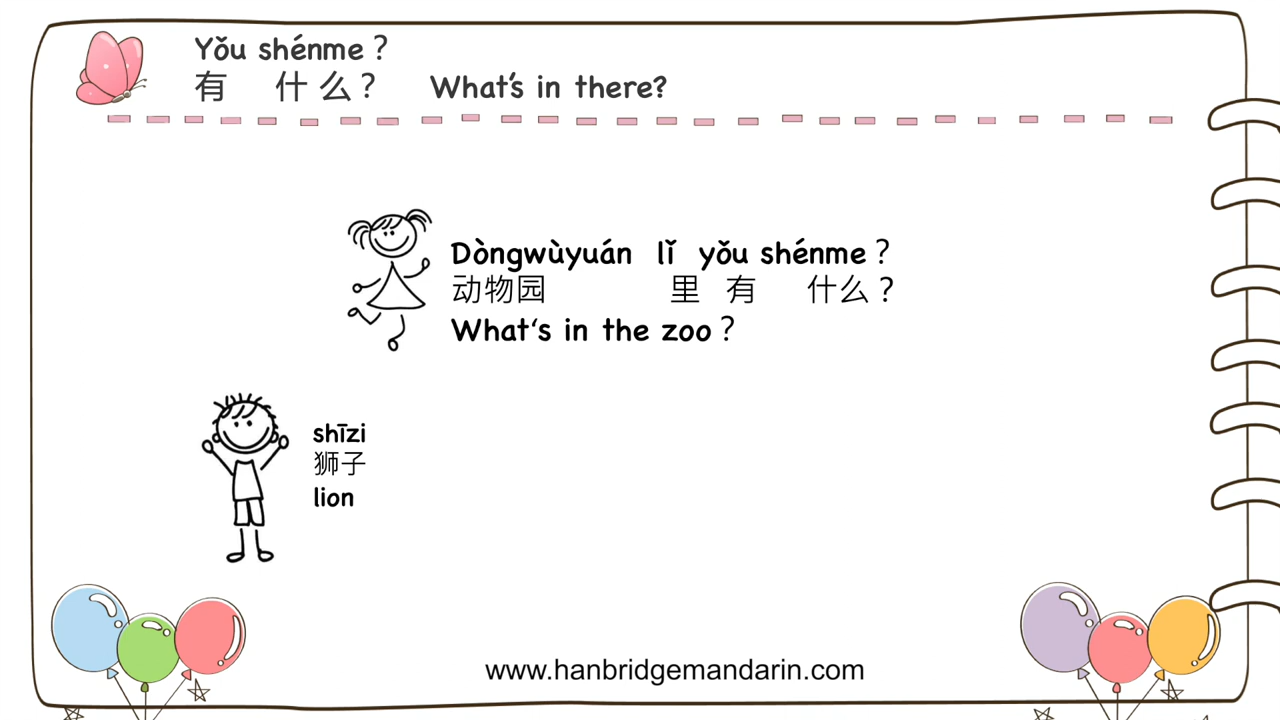 Yǒu shénme？
有 什 么？ What's in there?
Dòngwùyuán lǐ yǒu shénme？
动物园 里 有 什么？
What's in the zoo？
shīzi
狮子
lion
www.hanbridgemandarin.com